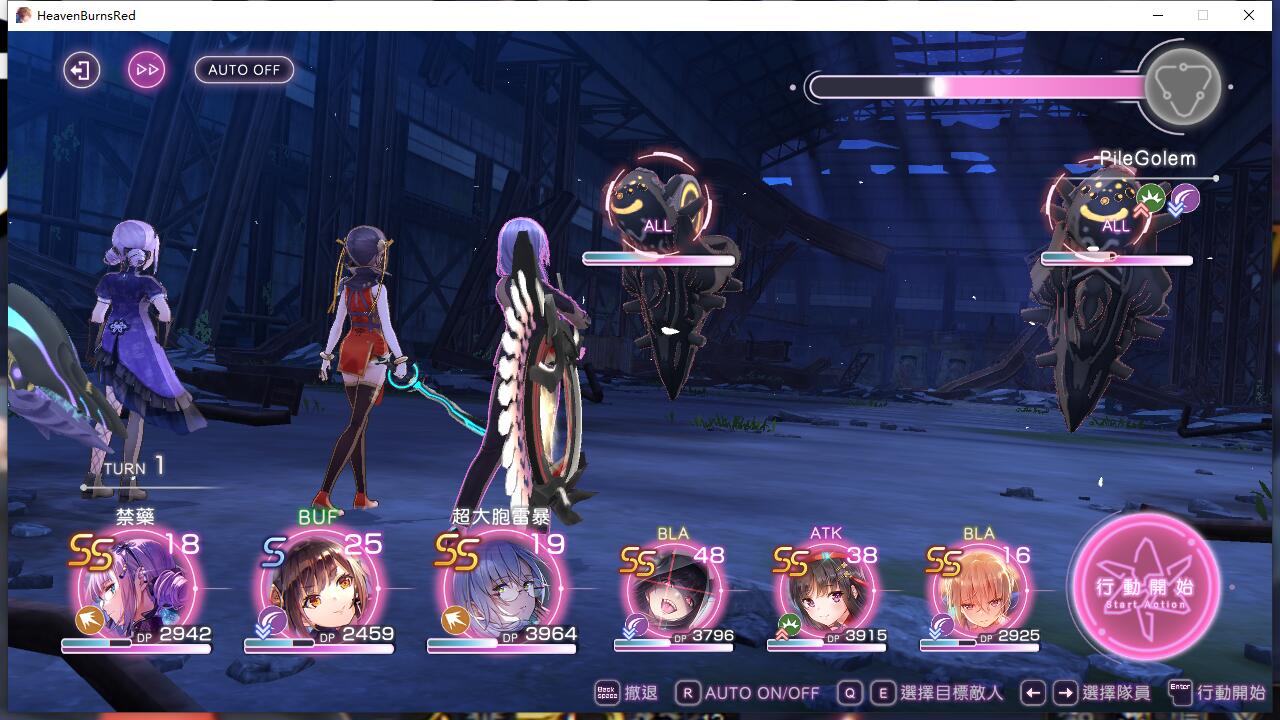 HeavenBurnsRed
AUTO OFF
PileGolem
ALL
ALL
TURN 1
禁藥
SS 18
DP 2942
BUF
S 25
DP 2459
超大胞雷暴
SS 19
DP 3964
BLA
SS 48
DP 3796
ATK
SS 38
DP 3915
BLA
SS 16
DP 2925
行動開始
Start Action
Back space 撤退 R AUTO ON/OFF Q E 選擇目標敵人 ← → 選擇隊員 Enter 行動開始